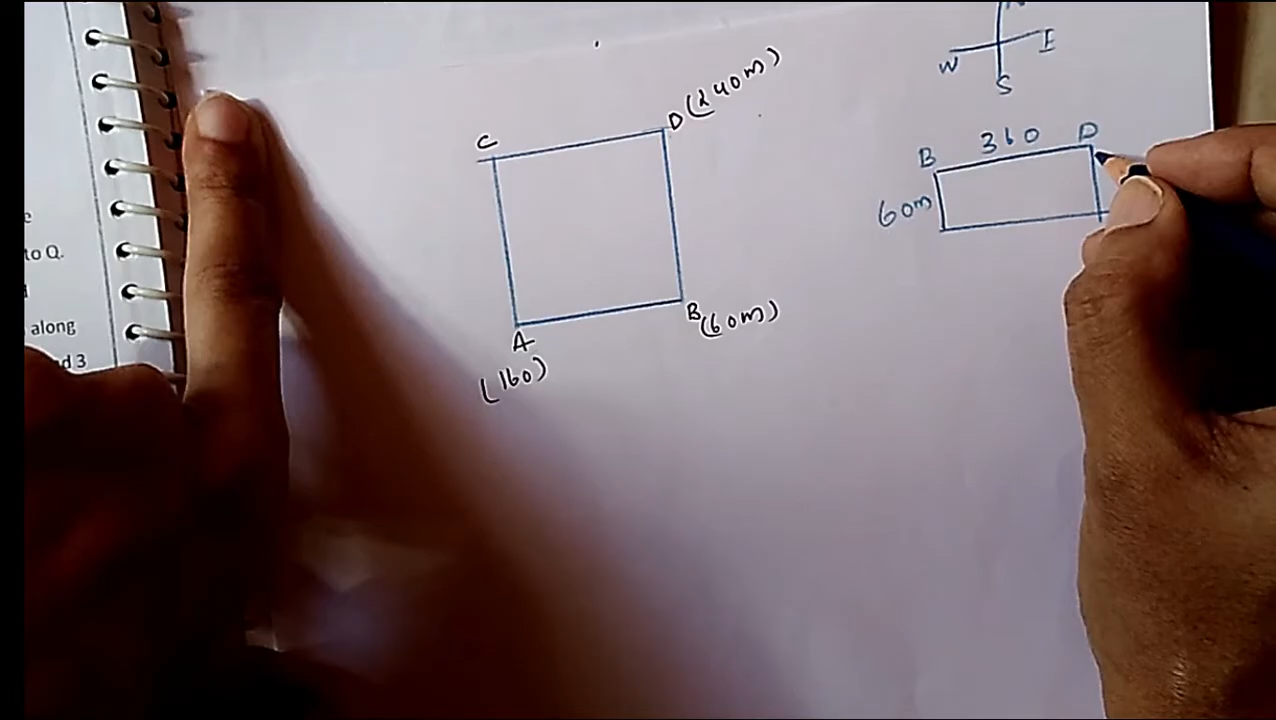 N
W E
S
C D (240m)
A B (60m)
(160)
B 360 D
60m
e
to Q.
along
d 3